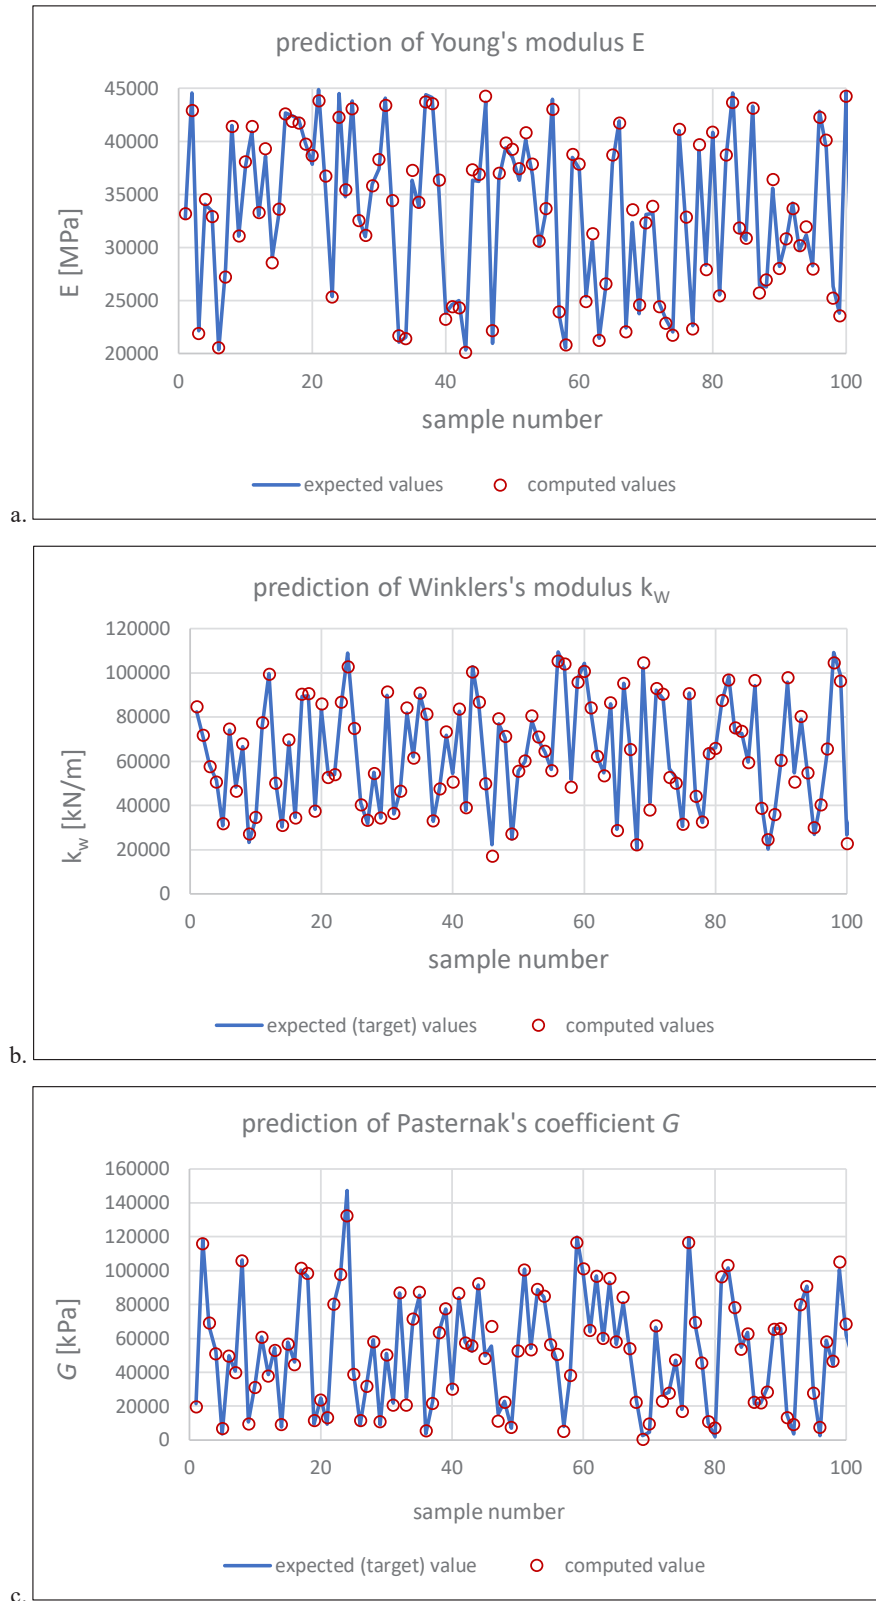 prediction of Young's modulus E
45000
40000
35000
30000
25000
20000
E [MPa]
0 20 40 60 80 100
sample number
expected values computed values
a.
prediction of Winklers's modulus kW
120000
100000
80000
60000
40000
20000
0
kw [kN/m]
0 20 40 60 80 100
sample number
expected (target) values computed values
b.
prediction of Pasternak's coefficient G
160000
140000
120000
100000
80000
60000
40000
20000
0
G [kPa]
0 20 40 60 80 100
sample number
expected (target) value computed value
c.